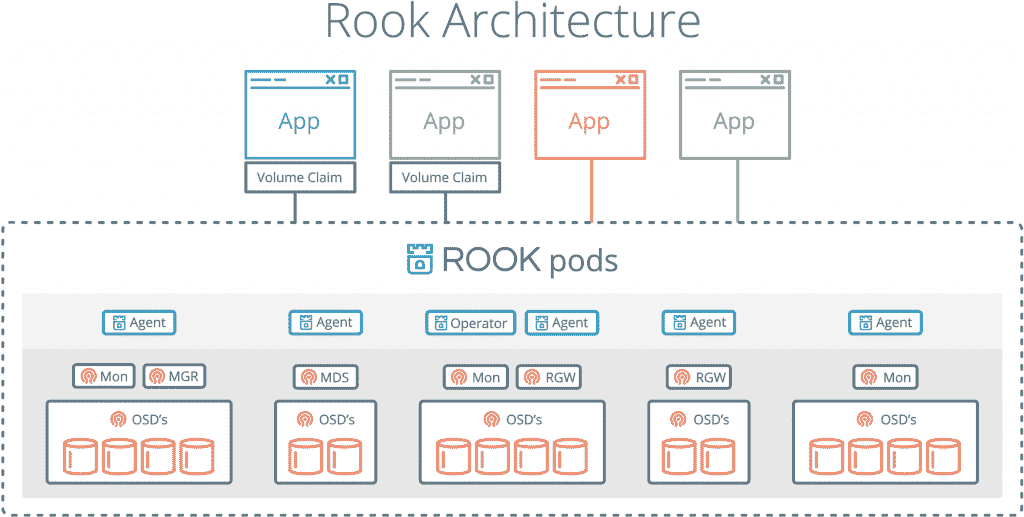 Rook Architecture
App App App App
Volume Claim Volume Claim
ROOK pods
Agent Agent Operator Agent Agent Agent
Mon MGR MDS Mon RGW RGW Mon
OSD's OSD's OSD's OSD's OSD's